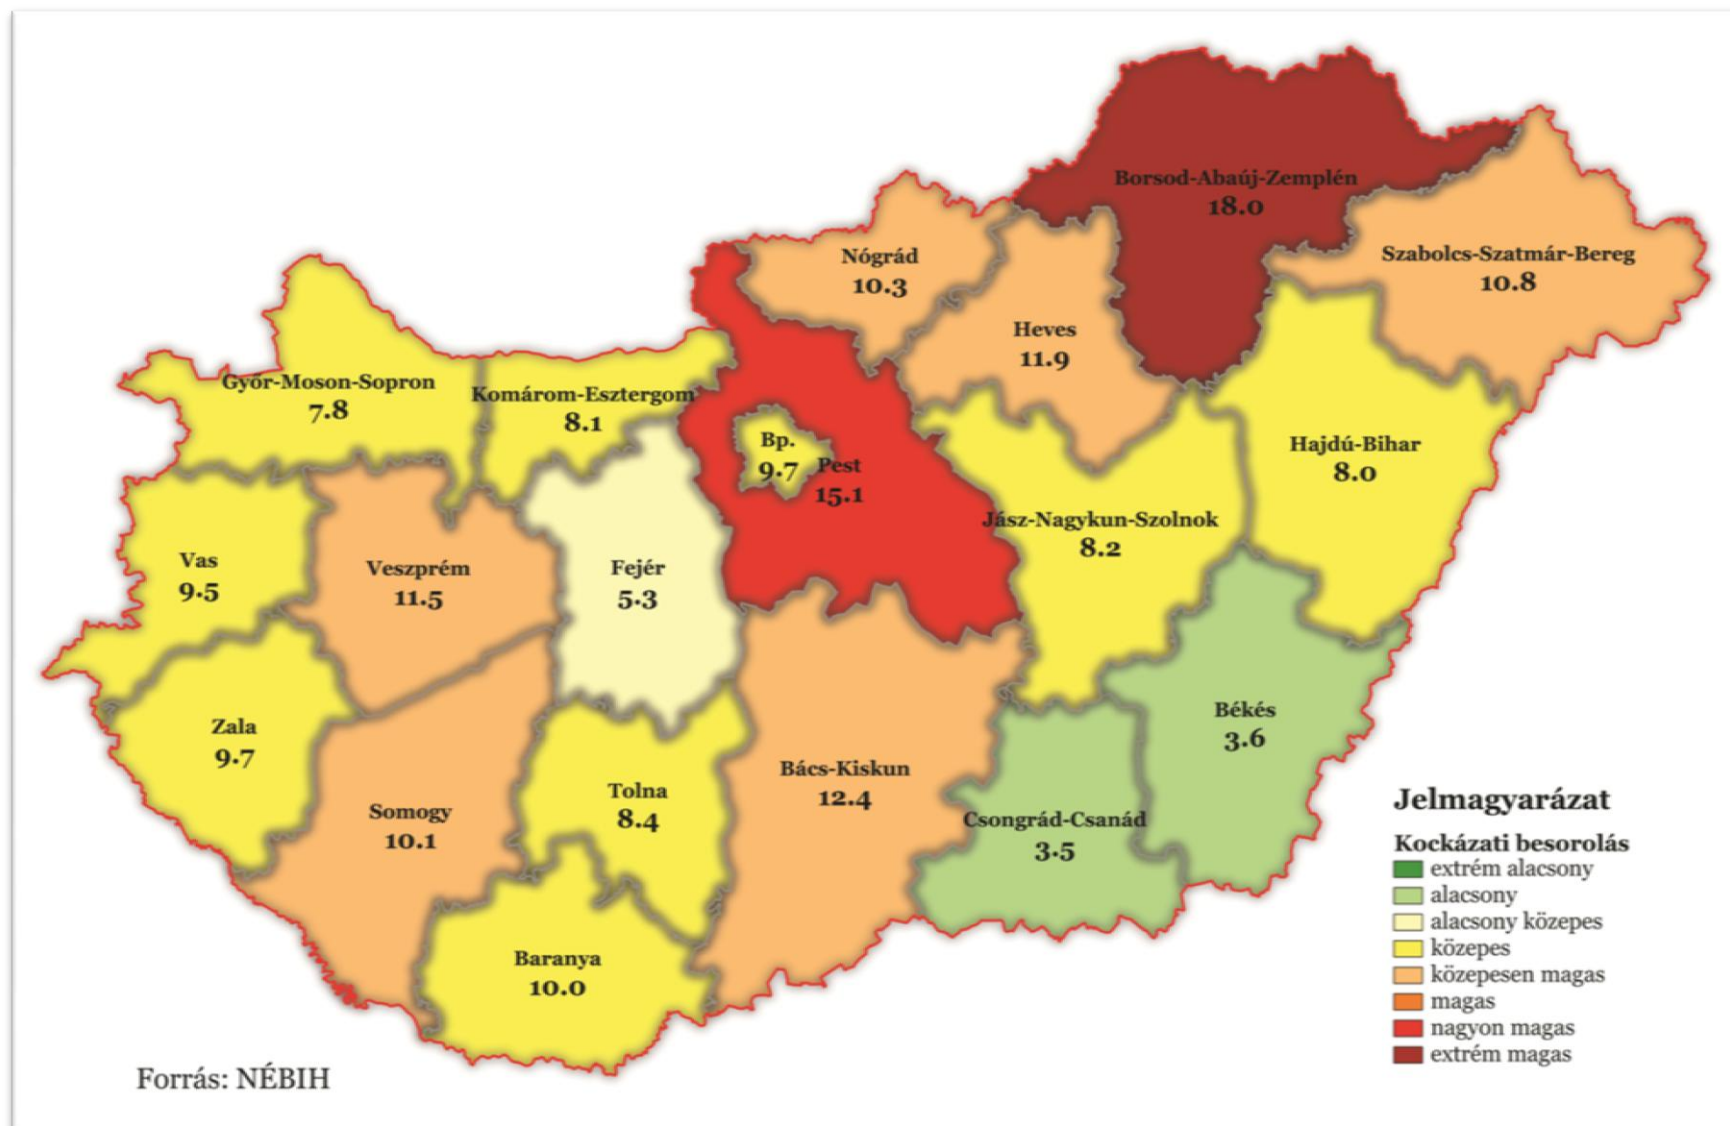 Borsod-Abaúj-Zemplén
18.0
Nógrád
10.3
Szabolcs-Szatmár-Bereg
10.8
Heves
11.9
Győr-Moson-Sopron
7.8
Komárom-Esztergom
8.1
Bp.
9.7
Pest
15.1
Hajdú-Bihar
8.0
Jász-Nagykun-Szolnok
8.2
Vas
9.5
Veszprém
11.5
Fejér
5.3
Zala
9.7
Somogy
10.1
Tolna
8.4
Bács-Kiskun
12.4
Békés
3.6
Csongrád-Csanád
3.5
Baranya
10.0
Jelmagyarázat
Kockázati besorolás
extrém alacsony
alacsony
alacsony közepes
közepes
közepesen magas
magas
nagyon magas
extrém magas
Forrás: NÉBIH